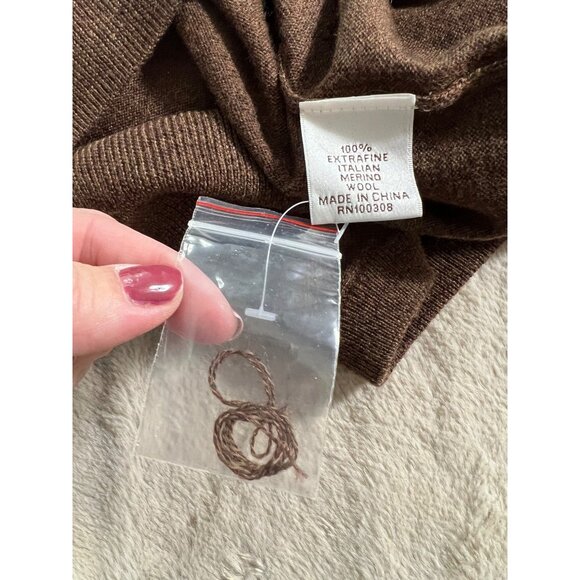 100%
EXTRAFINE
ITALIAN
MERINO
WOOL
MADE IN CHINA
RN100308